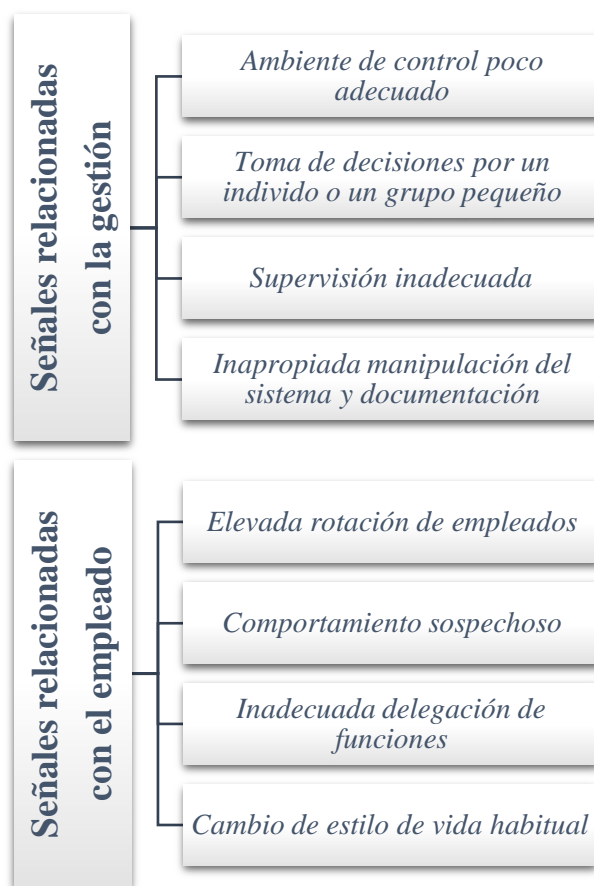 Señales relacionadas
con la gestión
Ambiente de control poco
adecuado
Toma de decisiones por un
individo o un grupo pequeño
Supervisión inadecuada
Inapropiada manipulación del
sistema y documentación
Señales relacionadas
con el empleado
Elevada rotación de empleados
Comportamiento sospechoso
Inadecuada delegación de
funciones
Cambio de estilo de vida habitual